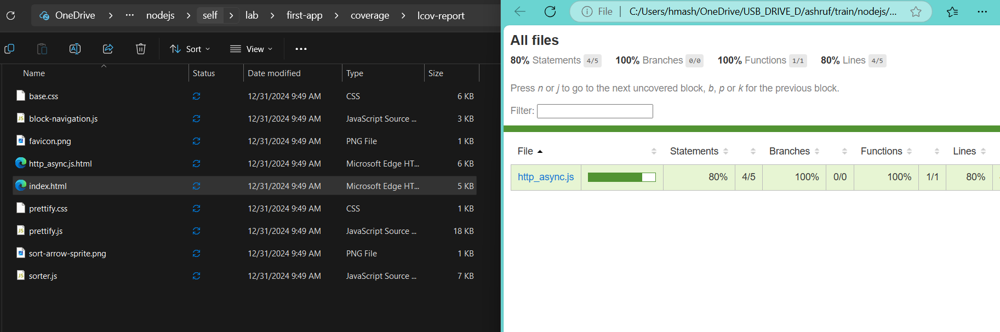 OneDrive > ... nodejs > self > lab > first-app > coverage > lcov-report
Sort View ...
Name Status Date modified Type Size
base.css 12/31/2024 9:49 AM CSS 6 KB
block-navigation.js 12/31/2024 9:49 AM JavaScript Source ... 3 KB
favicon.png 12/31/2024 9:49 AM PNG File 1 KB
http_async.js.html 12/31/2024 9:49 AM Microsoft Edge HT... 6 KB
index.html 12/31/2024 9:49 AM Microsoft Edge HT... 5 KB
prettify.css 12/31/2024 9:49 AM CSS 1 KB
prettify.js 12/31/2024 9:49 AM JavaScript Source ... 18 KB
sort-arrow-sprite.png 12/31/2024 9:49 AM PNG File 1 KB
sorter.js 12/31/2024 9:49 AM JavaScript Source ... 7 KB
File | C:/Users/hmash/OneDrive/USB_DRIVE_D/ashruf/train/nodejs/...
All files
80% Statements 4/5 100% Branches 0/0 100% Functions 1/1 80% Lines 4/5
Press n or j to go to the next uncovered block, b, p or k for the previous block.
Filter:
File Statements Branches Functions Lines
http_async.js 80% 4/5 100% 0/0 100% 1/1 80%